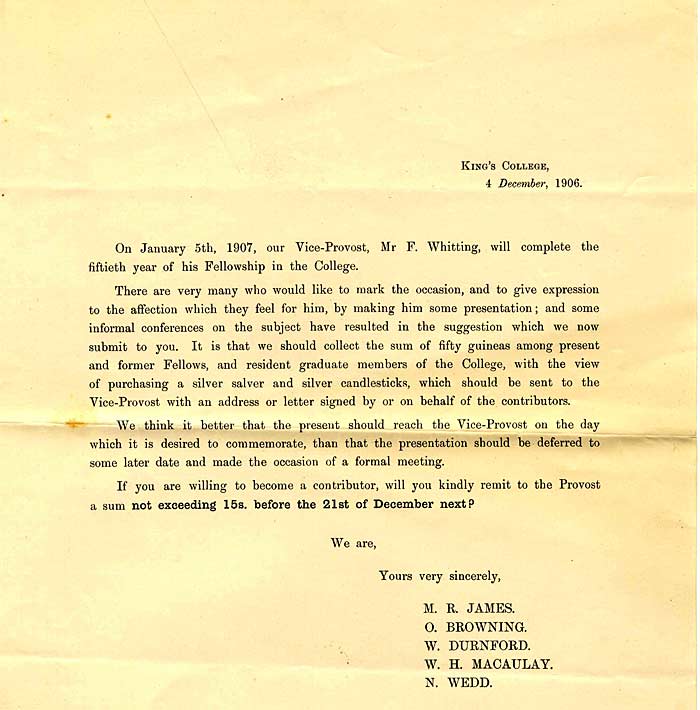 King's College,
4 December, 1906.
On January 5th, 1907, our Vice-Provost, Mr F. Whitting, will complete the
fiftieth year of his Fellowship in the College.
There are very many who would like to mark the occasion, and to give expression
to the affection which they feel for him, by making him some presentation; and some
informal conferences on the subject have resulted in the suggestion which we now
submit to you. It is that we should collect the sum of fifty guineas among present
and former Fellows, and resident graduate members of the College, with the view
of purchasing a silver salver and silver candlesticks, which should be sent to the
Vice-Provost with an address or letter signed by or on behalf of the contributors.
We think it better that the present should reach the Vice-Provost on the day
which it is desired to commemorate, than that the presentation should be deferred to
some later date and made the occasion of a formal meeting.
If you are willing to become a contributor, will you kindly remit to the Provost
a sum not exceeding 15s. before the 21st of December next?
We are,
Yours very sincerely,
M. R. JAMES.
O. BROWNING.
W. DURNFORD.
W. H. MACAULAY.
N. WEDD.